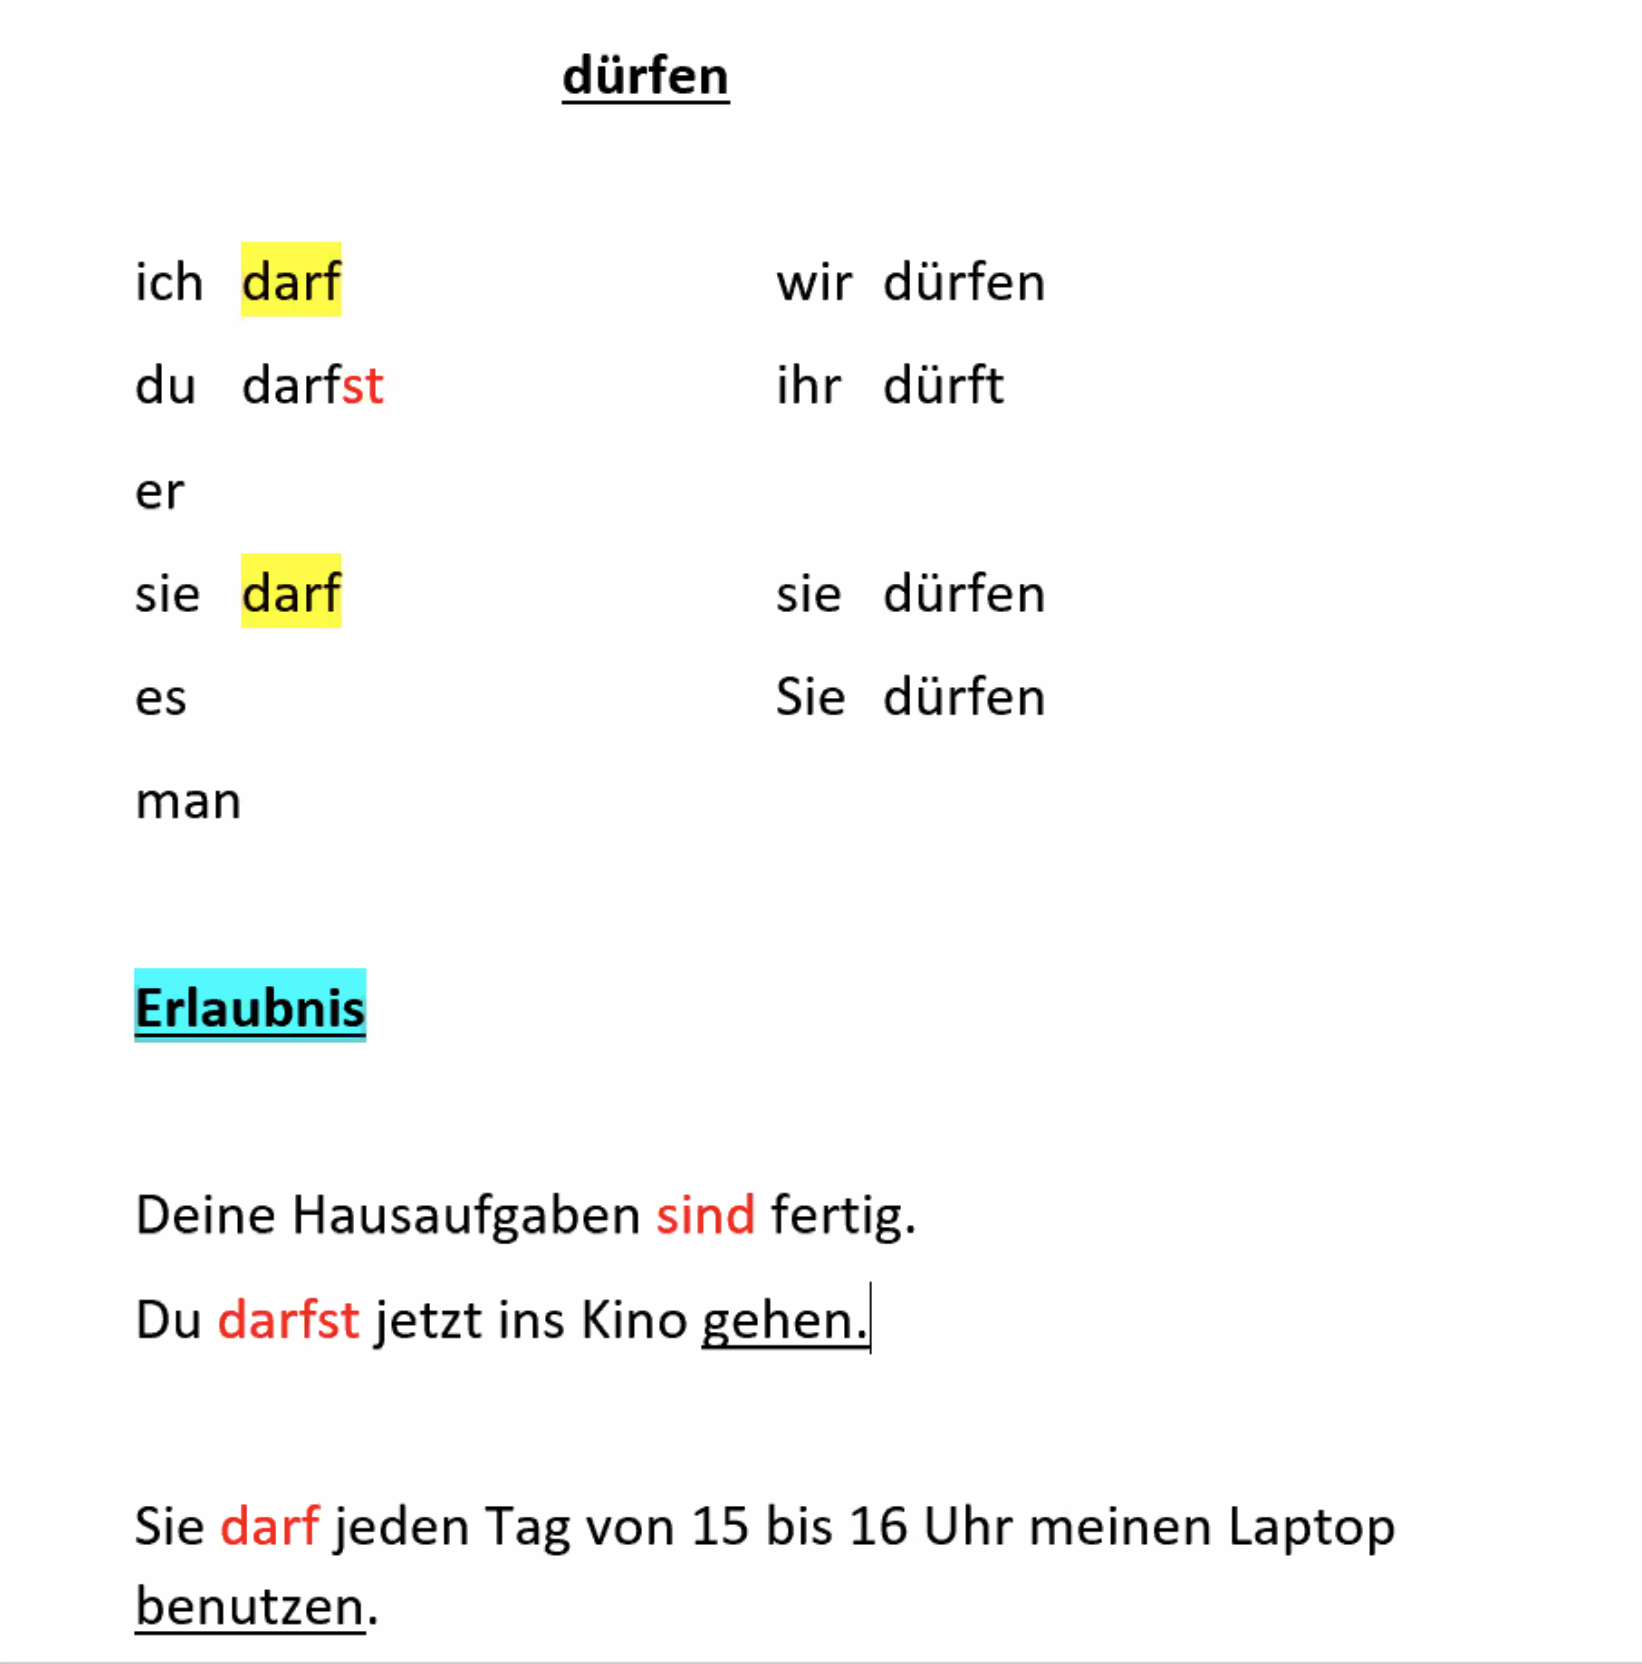 dürfen
ich darf wir dürfen
du darfst ihr dürft
er
sie darf sie dürfen
es Sie dürfen
man
Erlaubnis
Deine Hausaufgaben sind fertig.
Du darfst jetzt ins Kino gehen.
Sie darf jeden Tag von 15 bis 16 Uhr meinen Laptop
benutzen.